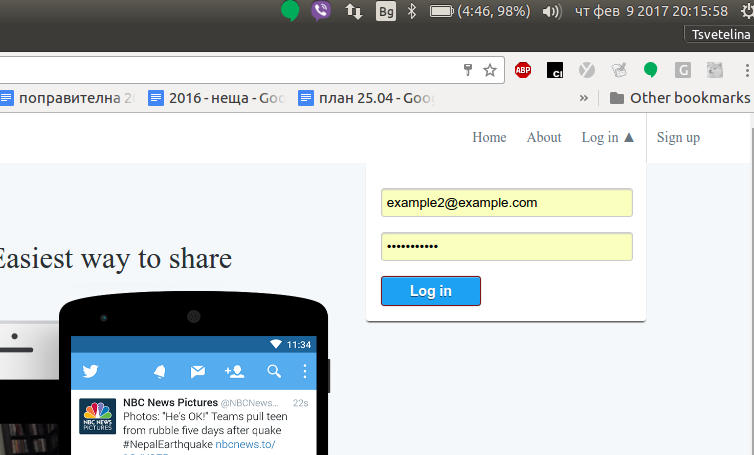 Bg (4:46, 98%) чт фев 9 2017 20:15:58
Tsvetelina
ABP CI G
поправителна 2 2016 - неща - Goo план 25.04 - Goo » Other bookmarks
Home About Log in ▲ Sign up
example2@example.com
•••••••••••
Log in
Easiest way to share
11:34
NBC News Pictures @NBCNews... 22s
Photos: "He's OK!" Teams pull teen
from rubble five days after quake
#NepalEarthquake nbcnews.to/
NBC NEWS
PICTURES